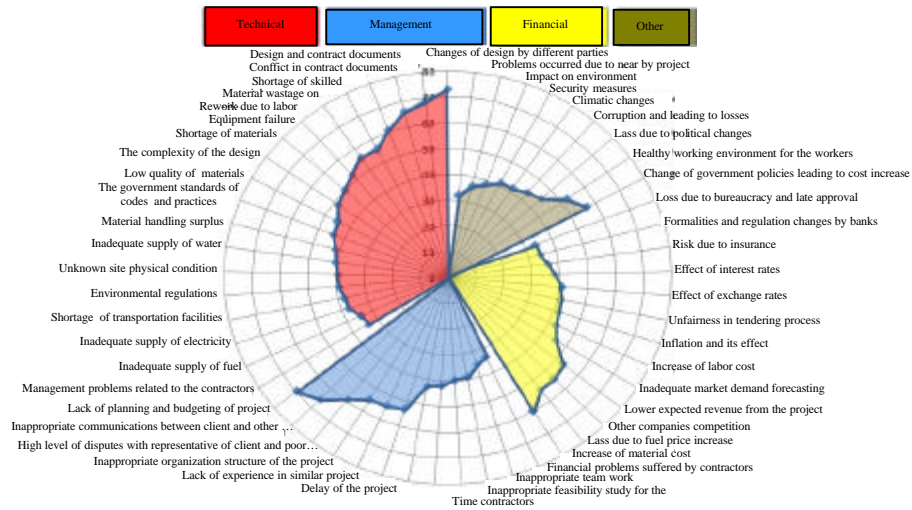 Technical
Management
Financial
Other
Design and contract documents
Conffict in contract documents
Shortage of skilled
Material wastage on
Rework due to labor
Equipment failure
Shortage of materials
The complexity of the design
Low quality of materials
The government standards of
codes and practices
Material handling surplus
Inadequate supply of water
Unknown site physical condition
Environmental regulations
Shortage of transportation facilities
Inadequate supply of electricity
Inadequate supply of fuel
Management problems related to the contractors
Lack of planning and budgeting of project
Inappropriate communications between client and other …
High level of disputes with representative of client and poor…
Inappropriate organization structure of the project
Lack of experience in similar project
Delay of the project
Changes of design by different parties
Problems occurred due to near by project
Impact on environment
Security measures
Climatic changes
Corruption and leading to losses
Lass due to political changes
Healthy working environment for the workers
Change of government policies leading to cost increase
Loss due to bureaucracy and late approval
Formalities and regulation changes by banks
Risk due to insurance
Effect of interest rates
Effect of exchange rates
Unfairness in tendering process
Inflation and its effect
Increase of labor cost
Inadequate market demand forecasting
Lower expected revenue from the project
Other companies competition
Lass due to fuel price increase
Increase of material cost
Financial problems suffered by contractors
Inappropriate team work
Inappropriate feasibility study for the
Time contractors